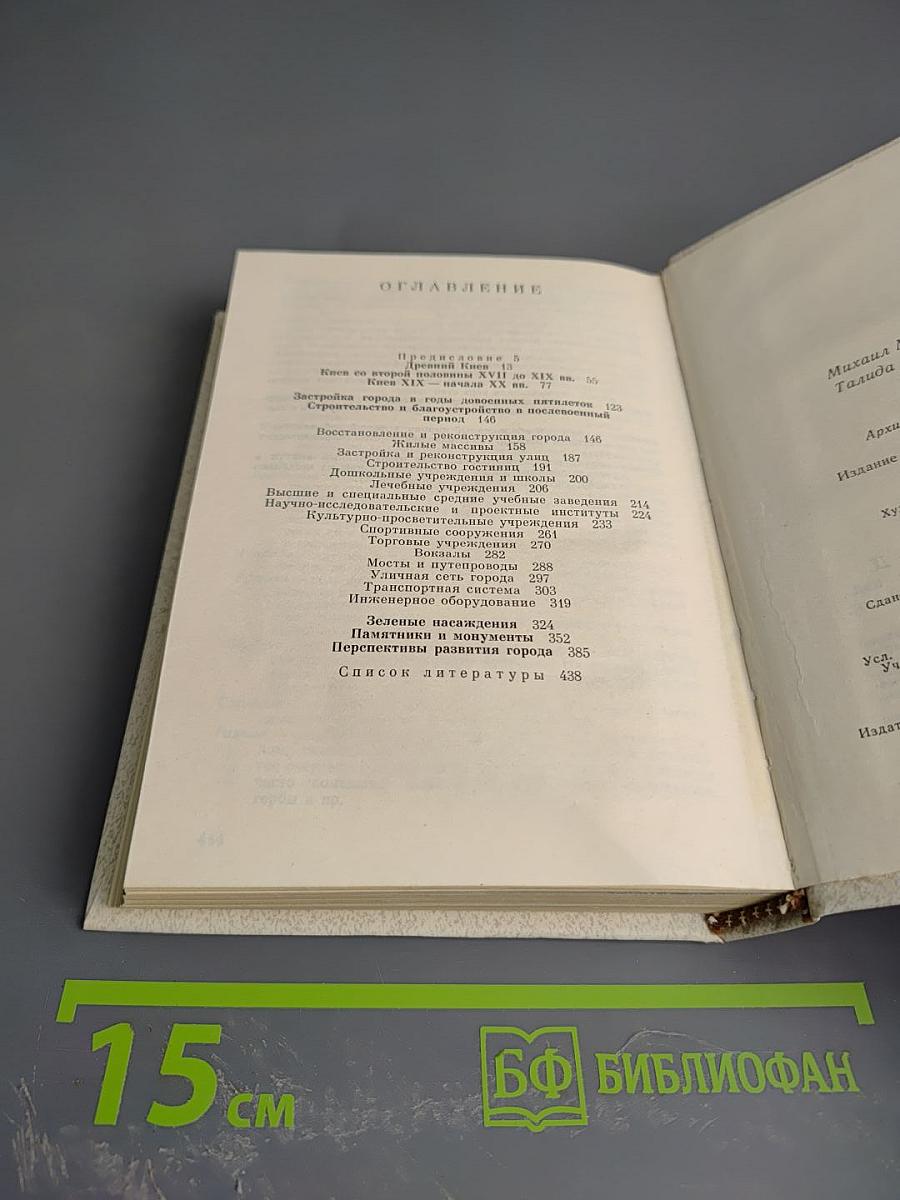 ОГЛАВЛЕНИЕ
Предисловие 5
Древний Киев 13
Киев со второй половины XVII до XIX вв. 55
Киев XIX — начала XX вв. 77
Застройка города в годы довоенных пятилеток 123
Строительство и благоустройство в послевоенный
период 146
Восстановление и реконструкция города 146
Жилые массивы 158
Застройка и реконструкция улиц 187
Строительство гостиниц 191
Дошкольные учреждения и школы 200
Лечебные учреждения 206
Высшие и специальные средние учебные заведения 214
Научно-исследовательские и проектные институты 224
Культурно-просветительные учреждения 233
Спортивные сооружения 261
Торговые учреждения 270
Вокзалы 282
Мосты и путепроводы 288
Уличная сеть города 297
Транспортная система 303
Инженерное оборудование 319
Зеленые насаждения 324
Памятники и монументы 352
Перспективы развития города 385
Список литературы 438
Михаил
Талида
Архи
Издание
Ху
Сдан
Усл.
Уч
Издат
15 см
БФ БИБЛИОФАН